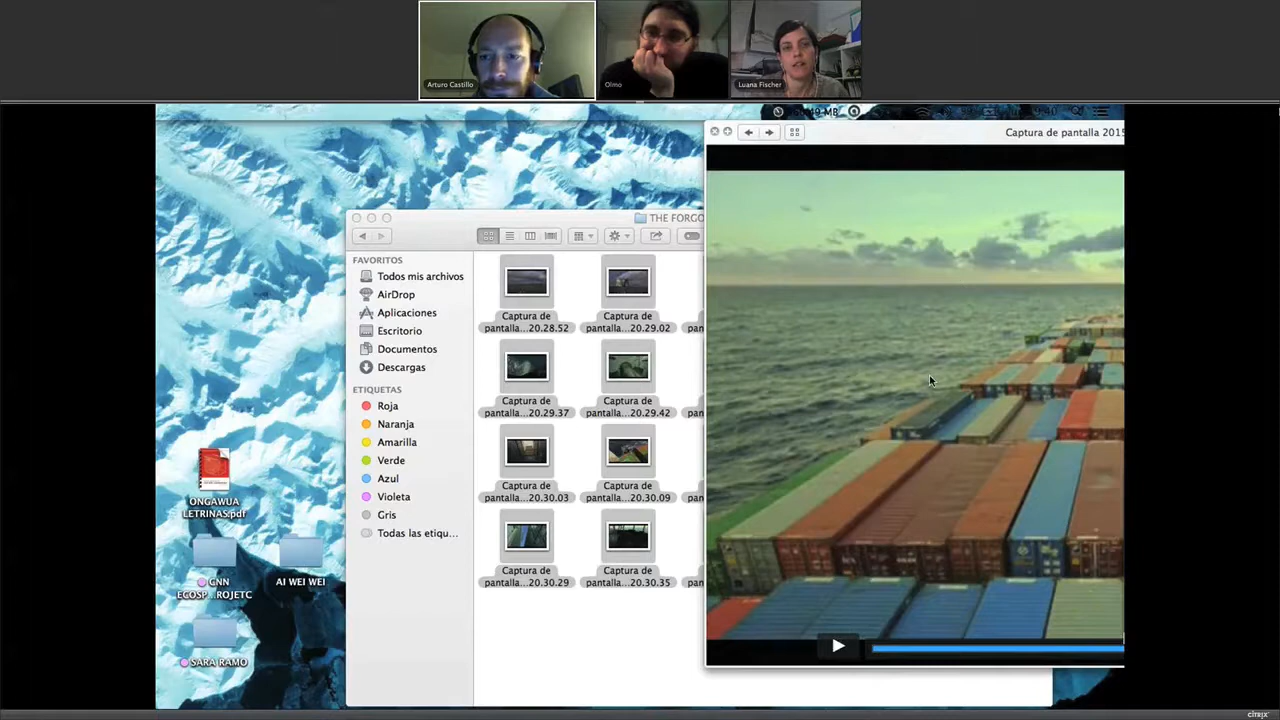 Arturo Castillo
Olmo
Luana Fischer
MB
Captura de pantalla 2015
THE FORGO
FAVORITOS
Todos mis archivos
AirDrop
Aplicaciones
Escritorio
Documentos
Descargas
ETIQUETAS
Roja
Naranja
Amarilla
Verde
Azul
Violeta
Gris
Todas las etiqu...
Captura de
pantalla...20.28.52
Captura de
pantalla...20.29.02
Captura de
pantalla...20.29.37
Captura de
pantalla...20.29.42
Captura de
pantalla...20.30.03
Captura de
pantalla...20.30.09
Captura de
pantalla...20.30.29
Captura de
pantalla...20.30.35
ONGAWUA
LETRINAS.pdf
CNN
ECOSP...ROJETC
AI WEI WEI
SARA RAMO
CITRIX